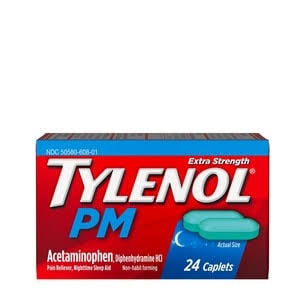 NDC 50580-608-01
Extra Strength
TYLENOL®
PM
Acetaminophen, Diphenhydramine HCl
Pain Reliever, Nighttime Sleep Aid Non-habit forming
Actual Size
24 Caplets